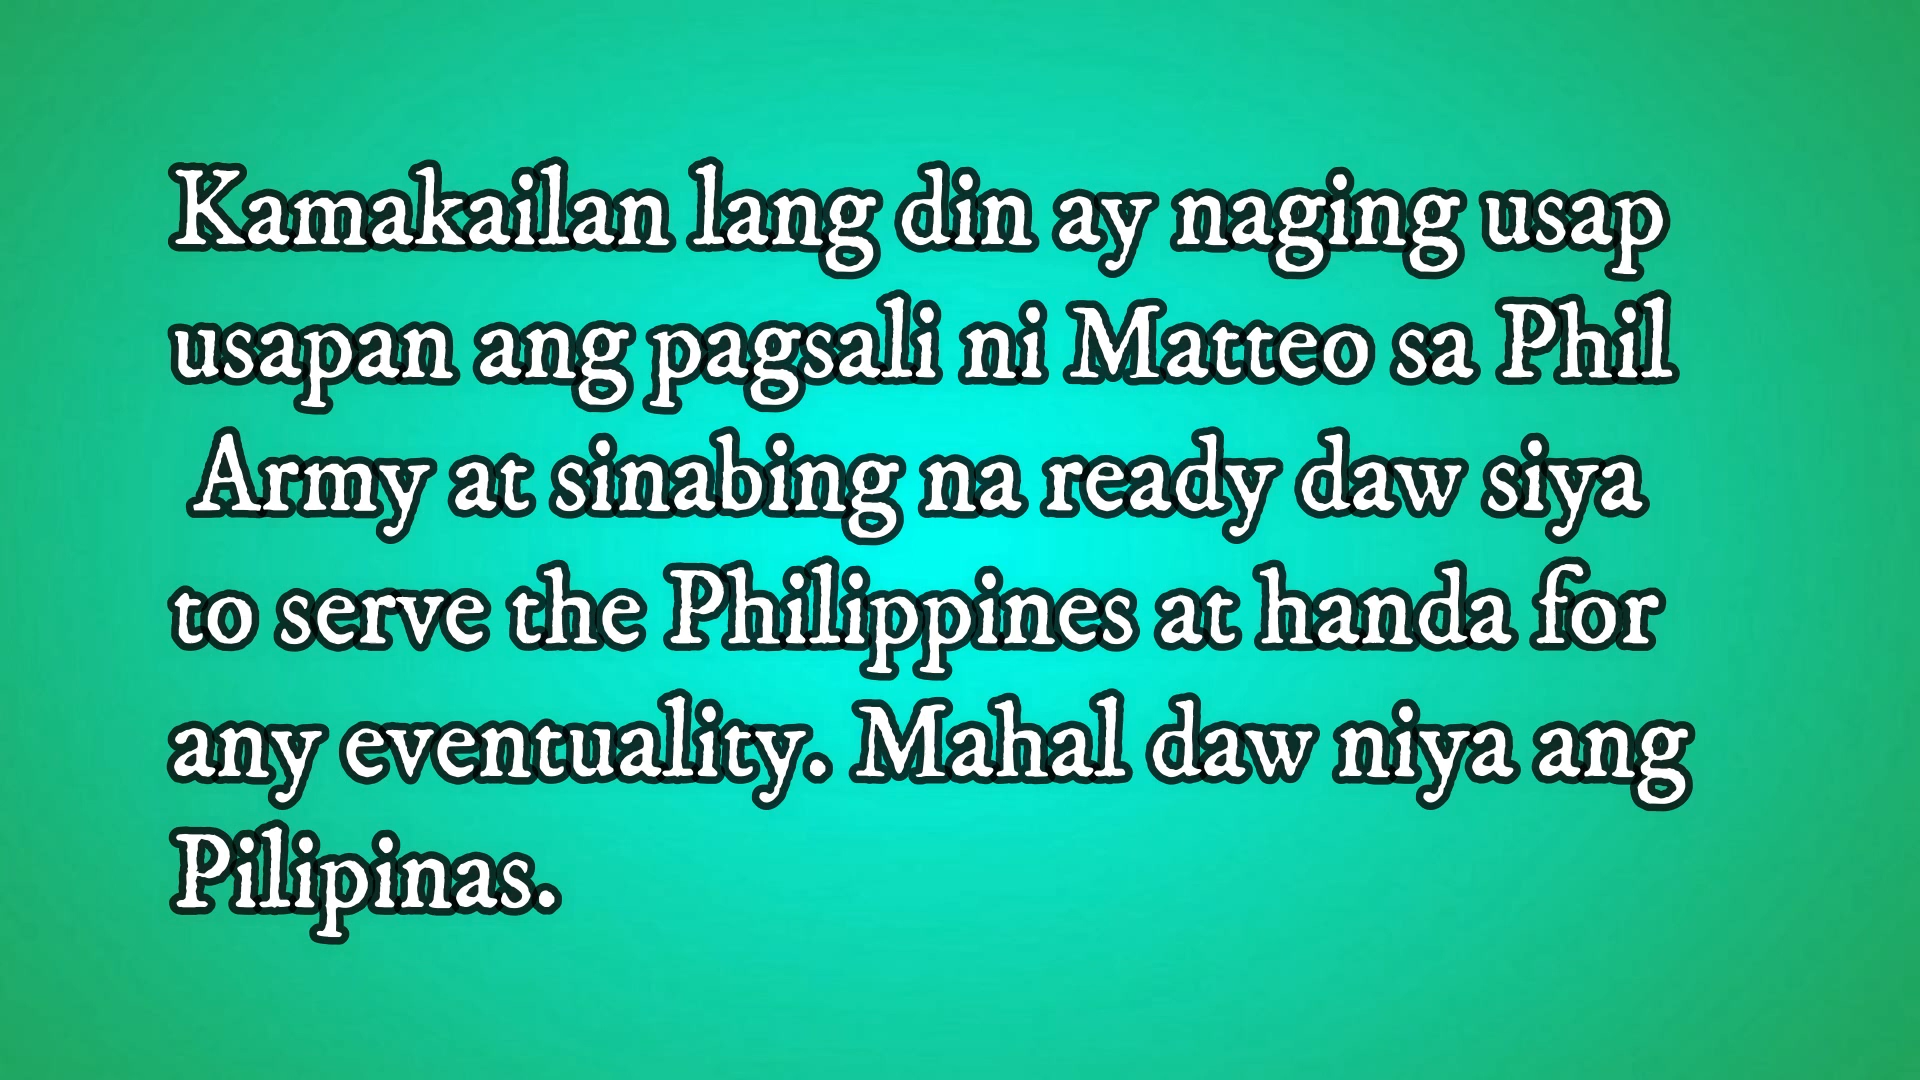 Kamakailan lang din ay naging usap
usapan ang pagsali ni Matteo sa Phil
Army at sinabing na ready daw siya
to serve the Philippines at handa for
any eventuality. Mahal daw niya ang
Pilipinas.